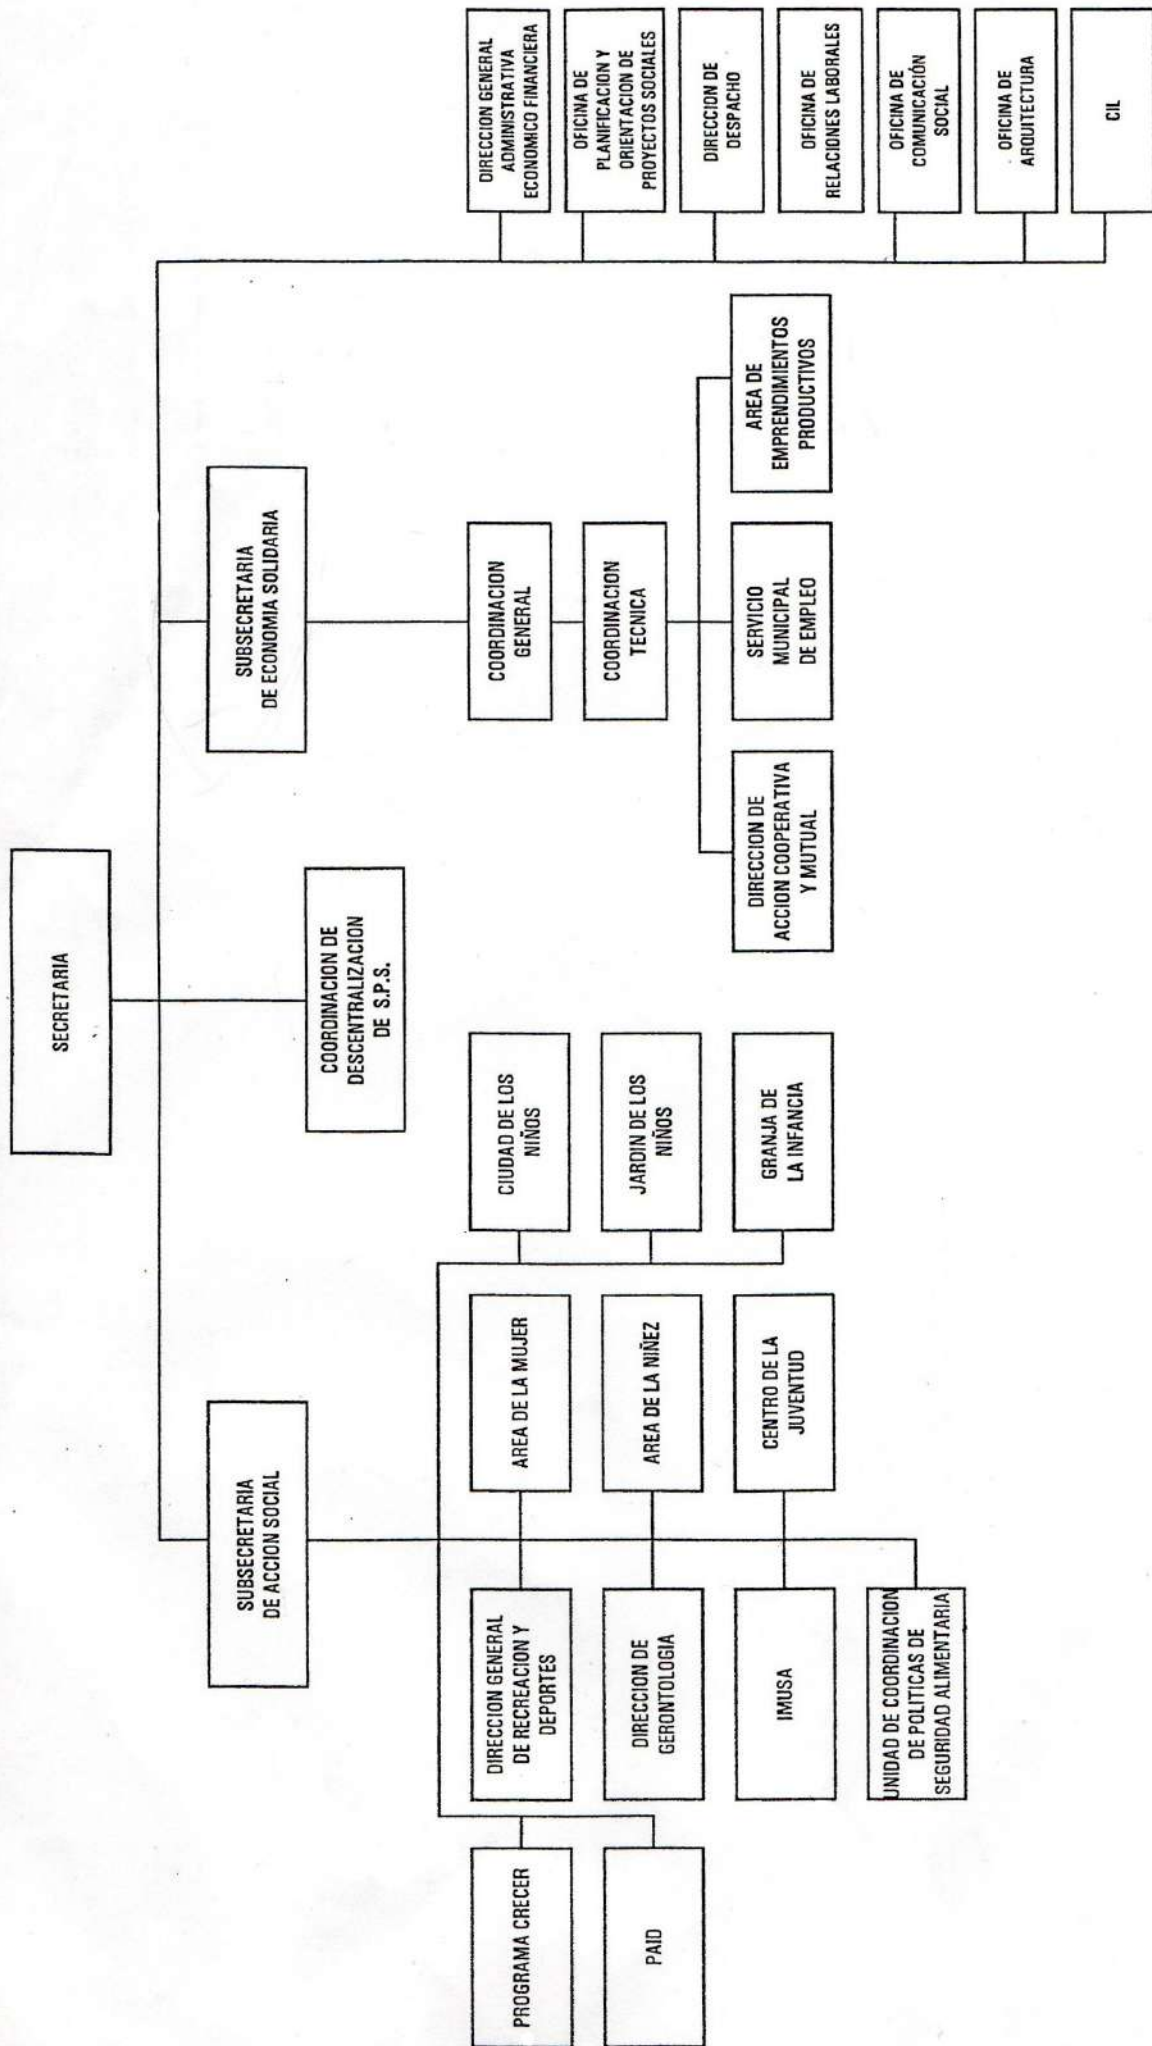 SECRETARIA
SUBSECRETARIA
DE ACCION SOCIAL
COORDINACION DE
DESCENTRALIZACION
DE S.P.S.
SUBSECRETARIA
DE ECONOMIA SOLIDARIA
PROGRAMA CRECER
PAID
DIRECCION GENERAL
DE RECREACION Y
DEPORTES
DIRECCION DE
GERONTOLOGIA
IMUSA
UNIDAD DE COORDINACION
DE POLITICAS DE
SEGURIDAD ALIMENTARIA
AREA DE LA MUJER
AREA DE LA NIÑEZ
CENTRO DE LA
JUVENTUD
CIUDAD DE LOS
NIÑOS
JARDIN DE LOS
NIÑOS
GRANJA DE
LA INFANCIA
COORDINACION
GENERAL
COORDINACION
TECNICA
DIRECCION DE
ACCION COOPERATIVA
Y MUTUAL
SERVICIO
MUNICIPAL
DE EMPLEO
AREA DE
EMPRENDIMIENTOS
PRODUCTIVOS
DIRECCION GENERAL
ADMINISTRATIVA
ECONOMICO FINANCIERA
OFICINA DE
PLANIFICACION Y
ORIENTACION DE
PROYECTOS SOCIALES
DIRECCION DE
DESPACHO
OFICINA DE
RELACIONES LABORALES
OFICINA DE
COMUNICACIÓN
SOCIAL
OFICINA DE
ARQUITECTURA
CIL